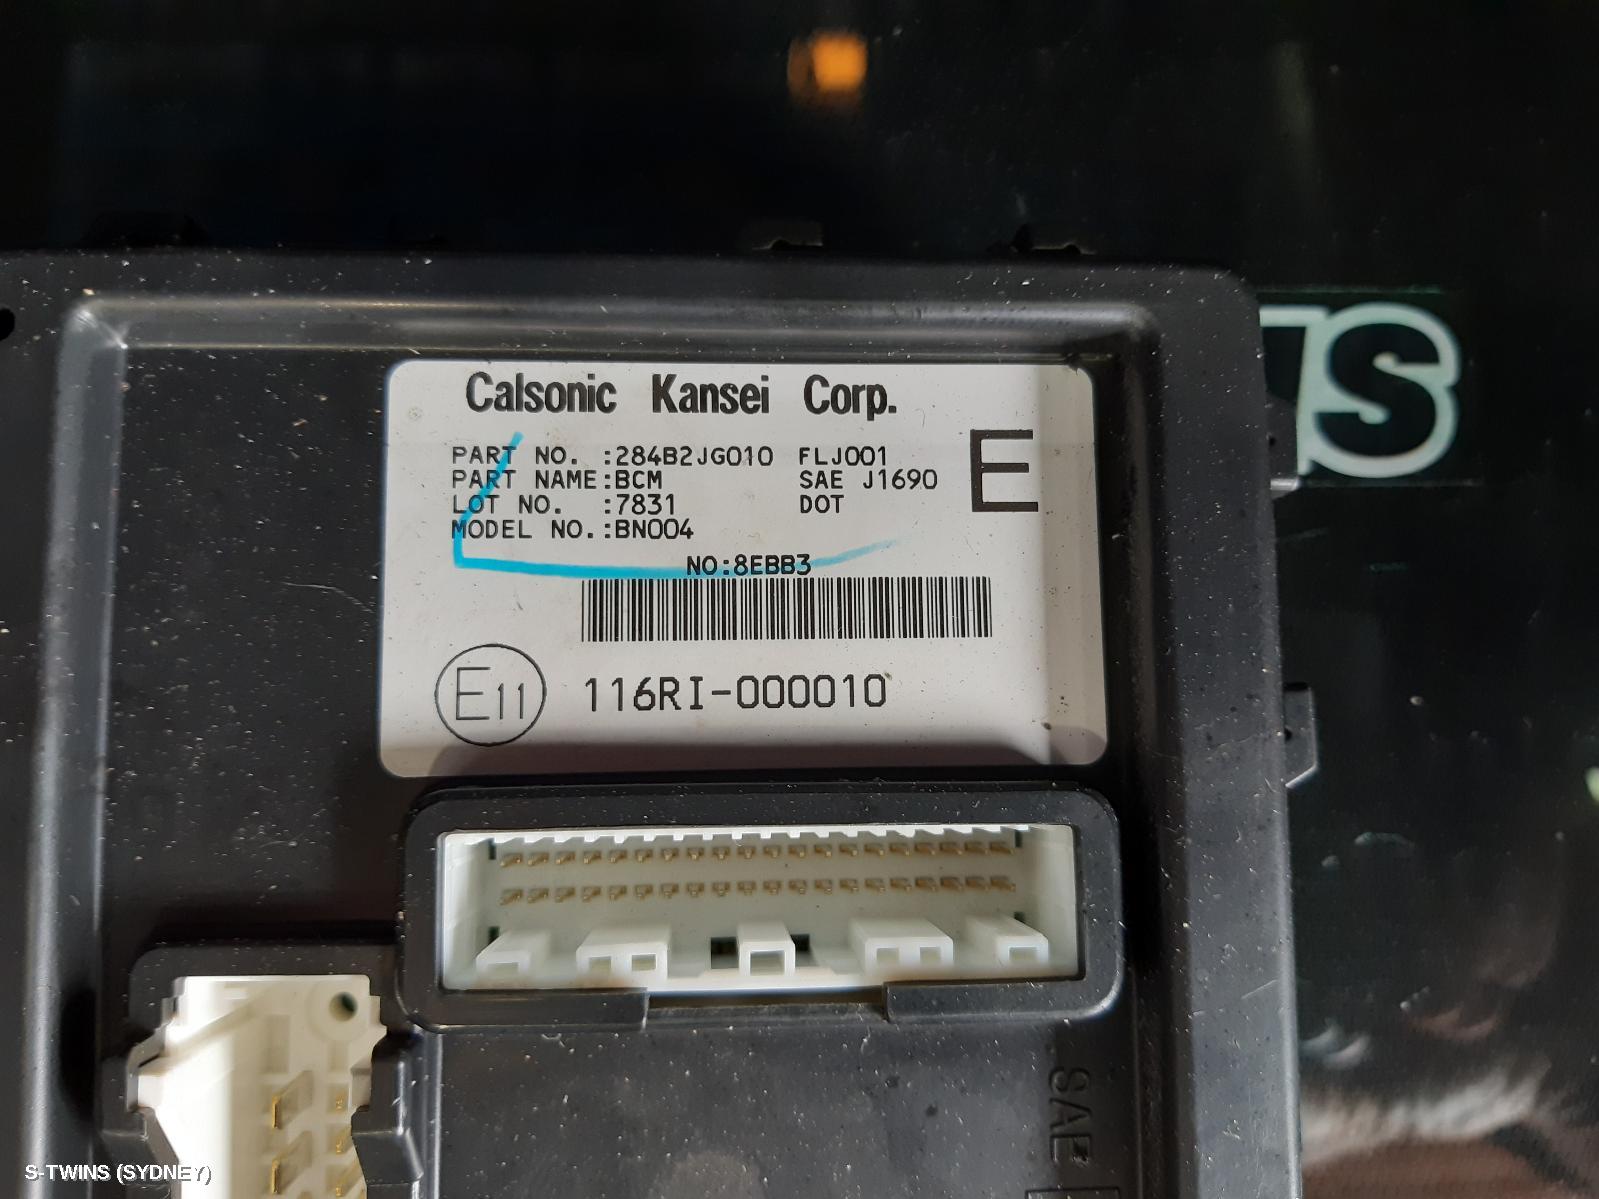 Calsonic Kansei Corp.
PART NO. :284B2JG010 FLJ001
PART NAME:BCM SAE J1690
LOT NO. :7831 DOT
MODEL NO.:BN004
E
NO:8EBB3
E11 116RI-000010
SAE
S-TWINS (SYDNEY)